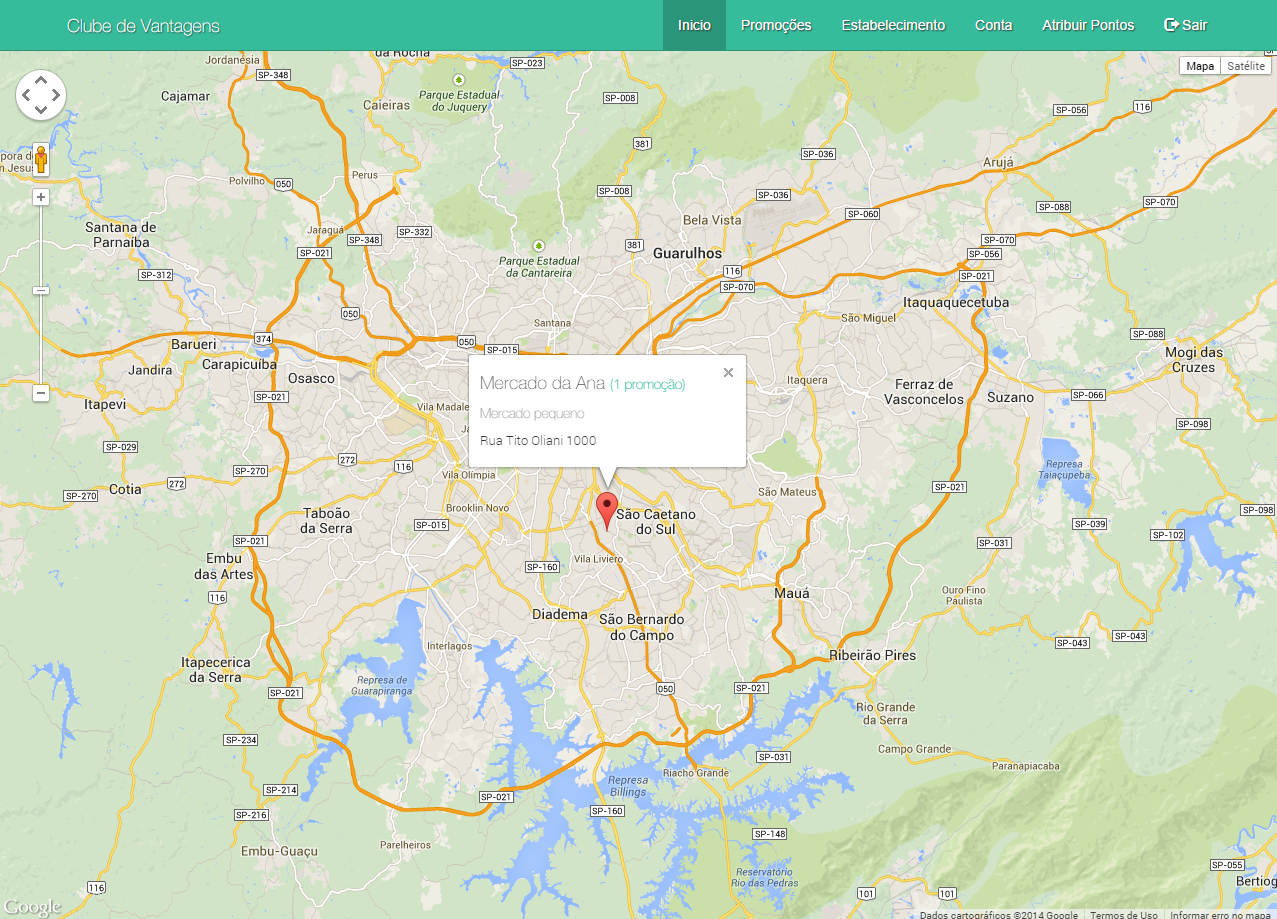 Clube de Vantagens
Inicio Promoções Estabelecimento Conta Atribuir Pontos Sair
Mapa Satélite
da Rocha
Jordanésia
SP-348
SP-023
Cajamar
Caieiras
Parque Estadual
do Juquery
SP-008
SP-056
116
381
SP-036
Arujá
Polvilho
050
Perus
SP-008
SP-036
SP-070
SP-088
SP-060
Bela Vista
Santana de
Parnaíba
Jaraguá
SP-348
SP-332
SP-021
381
Guarulhos
SP-070
SP-056
Parque Estadual
da Cantareira
116
SP-312
SP-070
SP-021
Itaquaquecetuba
050
São Miguel
Santana
SP-088
374
Barueri
050
SP-015
Mogi das
Cruzes
Carapicuíba
Jandira
Osasco
Itaquera
Ferraz de
Vasconcelos
Suzano
SP-066
SP-021
Itapevi
Vila Madale
Mercado da Ana (1 promoção)
Mercado pequeno
Rua Tito Oliani 1000
SP-098
SP-029
272
116
SP-270
Vila Olímpia
Represa
Taiaçupeba
Cotia
272
SP-270
São Mateus
SP-021
Brooklin Novo
Taboão
da Serra
SP-015
São Caetano
do Sul
SP-098
SP-039
SP-102
SP-021
SP-031
Embu
das Artes
Vila Liviero
SP-160
116
Mauá
Ouro Fino
Paulista
Diadema
São Bernardo
do Campo
SP-043
SP-043
Interlagos
Ribeirão Pires
Itapecerica
da Serra
Represa de
Guarapiranga
SP-021
050
SP-021
Rio Grande
da Serra
SP-234
Campo Grande
SP-031
Paranapiacaba
Riacho Grande
Represa
Billings
SP-214
SP-021
SP-216
SP-160
SP-148
Embu-Guaçu
Parelheiros
SP-055
Reservatório
Rio das Pedras
Bertiog
116
101
101
Google
Dados cartográficos ©2014 Google Termos de Uso Informar erro no mapa